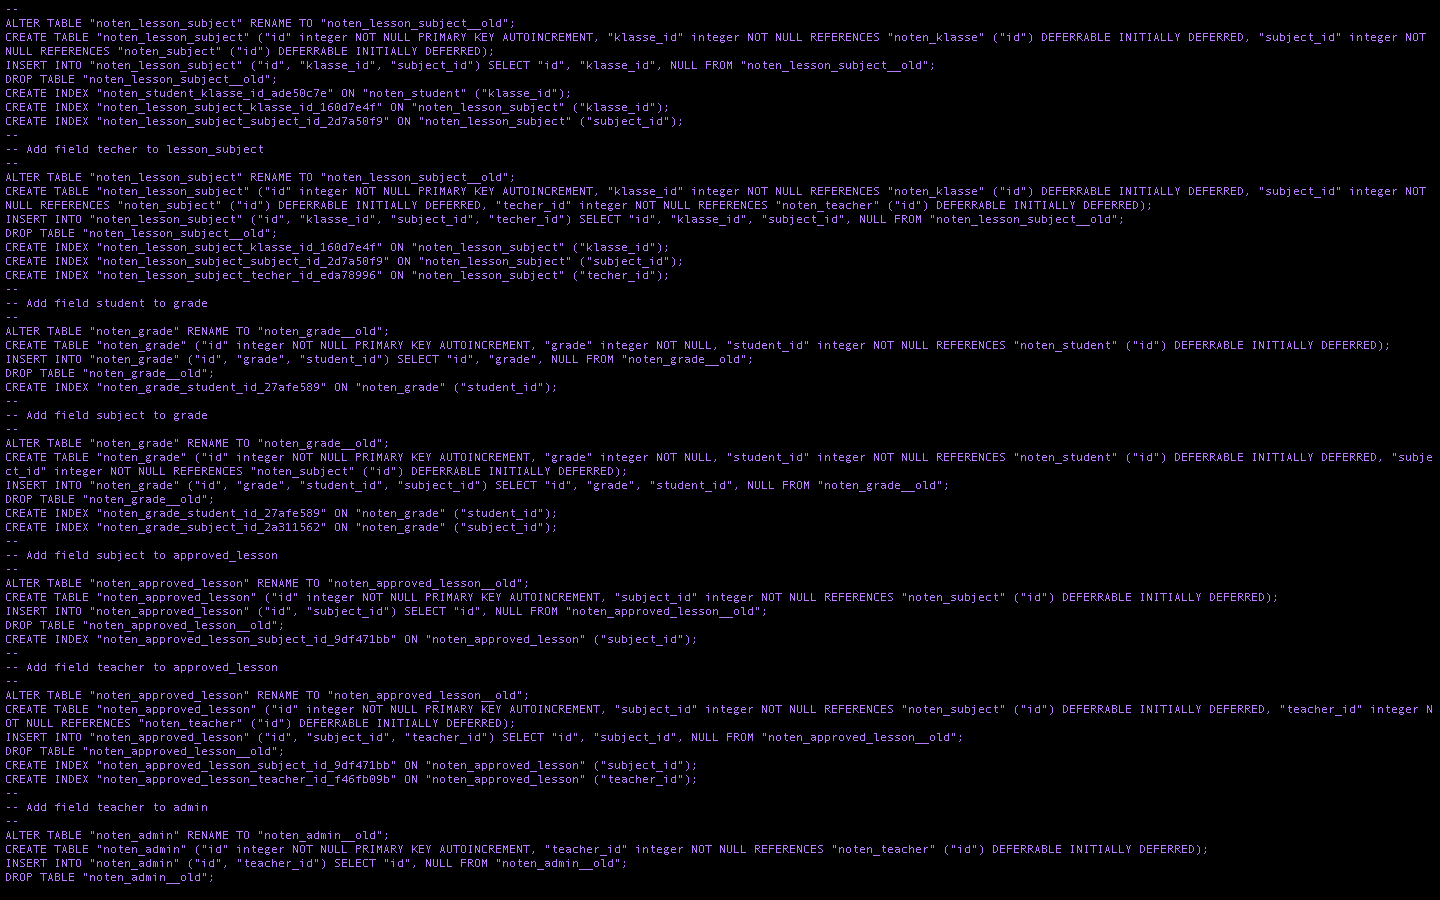 --
ALTER TABLE "noten_lesson_subject" RENAME TO "noten_lesson_subject__old";
CREATE TABLE "noten_lesson_subject" ("id" integer NOT NULL PRIMARY KEY AUTOINCREMENT, "klasse_id" integer NOT NULL REFERENCES "noten_klasse" ("id") DEFERRABLE INITIALLY DEFERRED, "subject_id" integer NOT
NULL REFERENCES "noten_subject" ("id") DEFERRABLE INITIALLY DEFERRED);
INSERT INTO "noten_lesson_subject" ("id", "klasse_id", "subject_id") SELECT "id", "klasse_id", NULL FROM "noten_lesson_subject__old";
DROP TABLE "noten_lesson_subject__old";
CREATE INDEX "noten_student_klasse_id_ade50c7e" ON "noten_student" ("klasse_id");
CREATE INDEX "noten_lesson_subject_klasse_id_160d7e4f" ON "noten_lesson_subject" ("klasse_id");
CREATE INDEX "noten_lesson_subject_subject_id_2d7a50f9" ON "noten_lesson_subject" ("subject_id");
--
-- Add field techer to lesson_subject
--
ALTER TABLE "noten_lesson_subject" RENAME TO "noten_lesson_subject__old";
CREATE TABLE "noten_lesson_subject" ("id" integer NOT NULL PRIMARY KEY AUTOINCREMENT, "klasse_id" integer NOT NULL REFERENCES "noten_klasse" ("id") DEFERRABLE INITIALLY DEFERRED, "subject_id" integer NOT
NULL REFERENCES "noten_subject" ("id") DEFERRABLE INITIALLY DEFERRED, "techer_id" integer NOT NULL REFERENCES "noten_teacher" ("id") DEFERRABLE INITIALLY DEFERRED);
INSERT INTO "noten_lesson_subject" ("id", "klasse_id", "subject_id", "techer_id") SELECT "id", "klasse_id", "subject_id", NULL FROM "noten_lesson_subject__old";
DROP TABLE "noten_lesson_subject__old";
CREATE INDEX "noten_lesson_subject_klasse_id_160d7e4f" ON "noten_lesson_subject" ("klasse_id");
CREATE INDEX "noten_lesson_subject_subject_id_2d7a50f9" ON "noten_lesson_subject" ("subject_id");
CREATE INDEX "noten_lesson_subject_techer_id_eda78996" ON "noten_lesson_subject" ("techer_id");
--
-- Add field student to grade
--
ALTER TABLE "noten_grade" RENAME TO "noten_grade__old";
CREATE TABLE "noten_grade" ("id" integer NOT NULL PRIMARY KEY AUTOINCREMENT, "grade" integer NOT NULL, "student_id" integer NOT NULL REFERENCES "noten_student" ("id") DEFERRABLE INITIALLY DEFERRED);
INSERT INTO "noten_grade" ("id", "grade", "student_id") SELECT "id", "grade", NULL FROM "noten_grade__old";
DROP TABLE "noten_grade__old";
CREATE INDEX "noten_grade_student_id_27afe589" ON "noten_grade" ("student_id");
--
-- Add field subject to grade
--
ALTER TABLE "noten_grade" RENAME TO "noten_grade__old";
CREATE TABLE "noten_grade" ("id" integer NOT NULL PRIMARY KEY AUTOINCREMENT, "grade" integer NOT NULL, "student_id" integer NOT NULL REFERENCES "noten_student" ("id") DEFERRABLE INITIALLY DEFERRED, "subje
ct_id" integer NOT NULL REFERENCES "noten_subject" ("id") DEFERRABLE INITIALLY DEFERRED);
INSERT INTO "noten_grade" ("id", "grade", "student_id", "subject_id") SELECT "id", "grade", "student_id", NULL FROM "noten_grade__old";
DROP TABLE "noten_grade__old";
CREATE INDEX "noten_grade_student_id_27afe589" ON "noten_grade" ("student_id");
CREATE INDEX "noten_grade_subject_id_2a311562" ON "noten_grade" ("subject_id");
--
-- Add field subject to approved_lesson
--
ALTER TABLE "noten_approved_lesson" RENAME TO "noten_approved_lesson__old";
CREATE TABLE "noten_approved_lesson" ("id" integer NOT NULL PRIMARY KEY AUTOINCREMENT, "subject_id" integer NOT NULL REFERENCES "noten_subject" ("id") DEFERRABLE INITIALLY DEFERRED);
INSERT INTO "noten_approved_lesson" ("id", "subject_id") SELECT "id", NULL FROM "noten_approved_lesson__old";
DROP TABLE "noten_approved_lesson__old";
CREATE INDEX "noten_approved_lesson_subject_id_9df471bb" ON "noten_approved_lesson" ("subject_id");
--
-- Add field teacher to approved_lesson
--
ALTER TABLE "noten_approved_lesson" RENAME TO "noten_approved_lesson__old";
CREATE TABLE "noten_approved_lesson" ("id" integer NOT NULL PRIMARY KEY AUTOINCREMENT, "subject_id" integer NOT NULL REFERENCES "noten_subject" ("id") DEFERRABLE INITIALLY DEFERRED, "teacher_id" integer N
OT NULL REFERENCES "noten_teacher" ("id") DEFERRABLE INITIALLY DEFERRED);
INSERT INTO "noten_approved_lesson" ("id", "subject_id", "teacher_id") SELECT "id", "subject_id", NULL FROM "noten_approved_lesson__old";
DROP TABLE "noten_approved_lesson__old";
CREATE INDEX "noten_approved_lesson_subject_id_9df471bb" ON "noten_approved_lesson" ("subject_id");
CREATE INDEX "noten_approved_lesson_teacher_id_f46fb09b" ON "noten_approved_lesson" ("teacher_id");
--
-- Add field teacher to admin
--
ALTER TABLE "noten_admin" RENAME TO "noten_admin__old";
CREATE TABLE "noten_admin" ("id" integer NOT NULL PRIMARY KEY AUTOINCREMENT, "teacher_id" integer NOT NULL REFERENCES "noten_teacher" ("id") DEFERRABLE INITIALLY DEFERRED);
INSERT INTO "noten_admin" ("id", "teacher_id") SELECT "id", NULL FROM "noten_admin__old";
DROP TABLE "noten_admin__old";